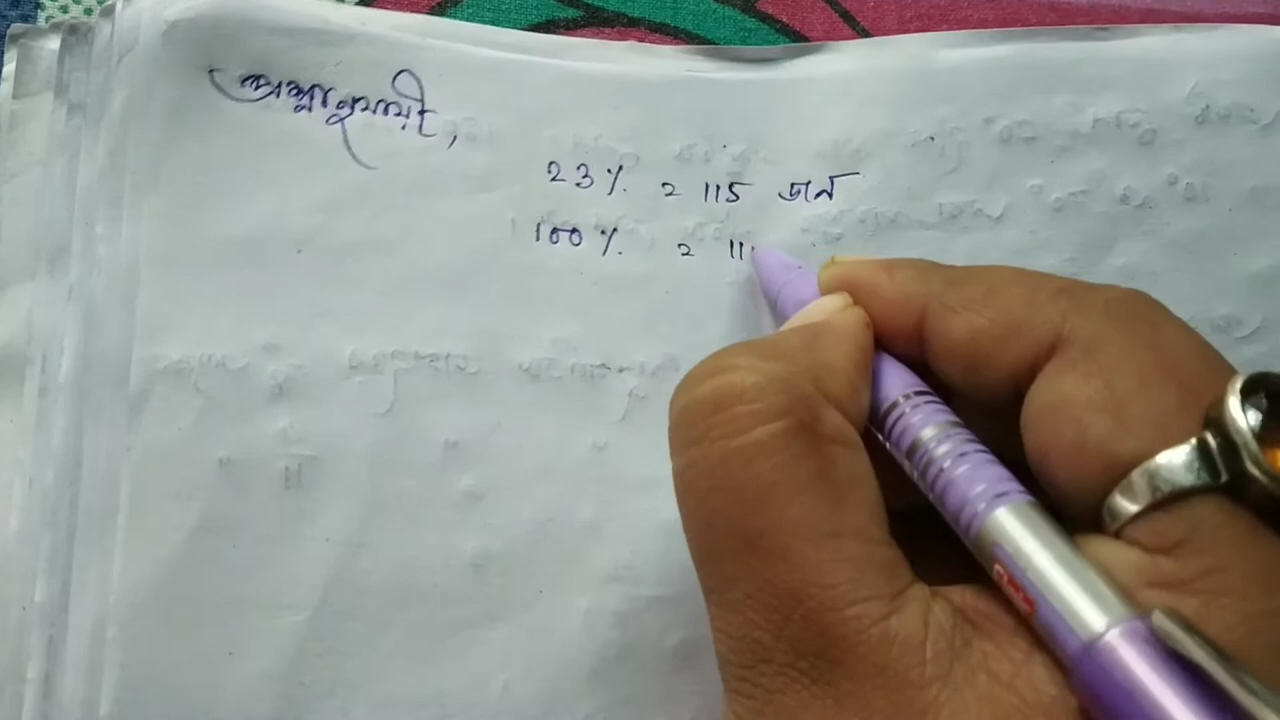 প্রশ্নানুযায়ী,
23% = 115 জন
100% = 11